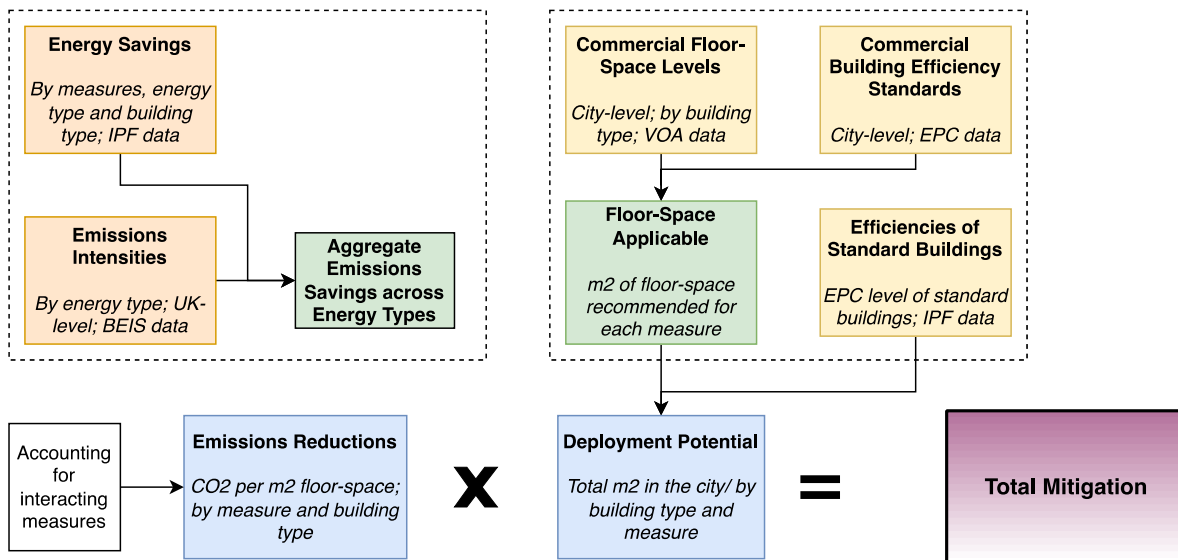 Energy Savings
By measures, energy
type and building
type; IPF data
Commercial Floor-
Space Levels
City-level; by building
type; VOA data
Commercial
Building Efficiency
Standards
City-level; EPC data
Emissions
Intensities
By energy type; UK-
level; BEIS data
Aggregate
Emissions
Savings across
Energy Types
Floor-Space
Applicable
m2 of floor-space
recommended for
each measure
Efficiencies of
Standard Buildings
EPC level of standard
buildings; IPF data
Accounting
for
interacting
measures
Emissions Reductions
CO2 per m2 floor-space;
by measure and building
type
x
Deployment Potential
Total m2 in the city/ by
building type and
measure
=
Total Mitigation